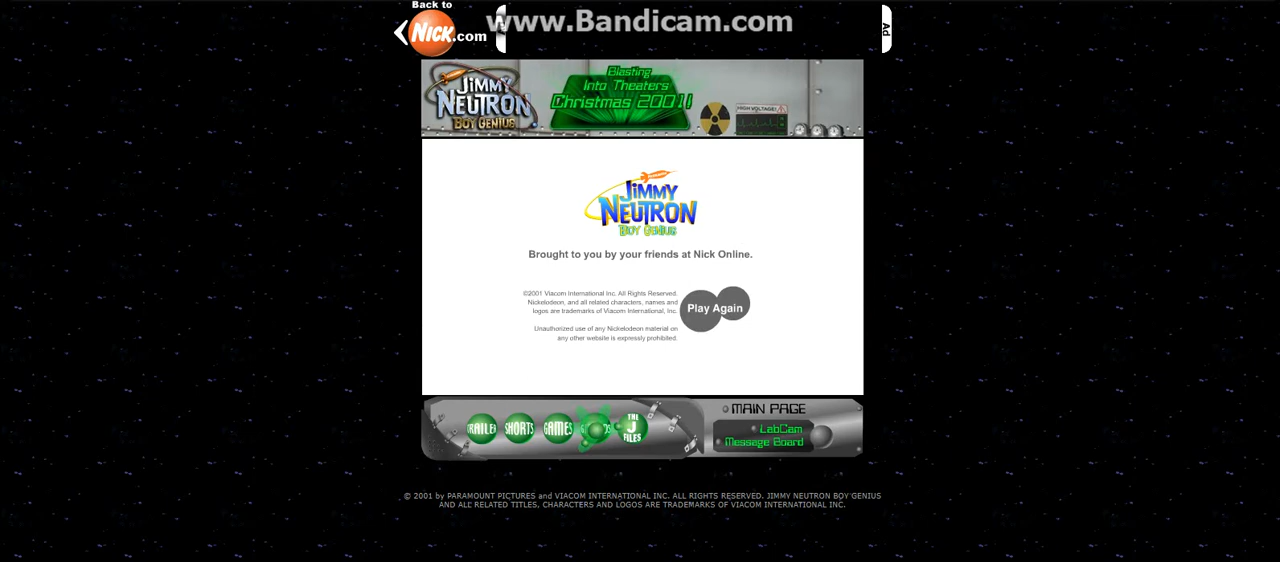 Back to
Nick.com
www.Bandicam.com
Ad
JiMMY
NEUTRON
BOY GENIUS
Blasting
Into Theaters
Christmas 2001!
HIGH VOLTAGE!
JiMMY
NEUTRON
BOY GENIUS
Brought to you by your friends at Nick Online.
©2001 Viacom International Inc. All Rights Reserved.
Nickelodeon, and all related characters, names and
logos are trademarks of Viacom International, Inc.
Unauthorized use of any Nickelodeon material on
any other website is expressly prohibited.
Play Again
SHORTS
GAMES
THE
J
FILES
MAIN PAGE
LabCam
Message Board
© 2001 by PARAMOUNT PICTURES and VIACOM INTERNATIONAL INC. ALL RIGHTS RESERVED. JIMMY NEUTRON BOY GENIUS
AND ALL RELATED TITLES, CHARACTERS AND LOGOS ARE TRADEMARKS OF VIACOM INTERNATIONAL INC.